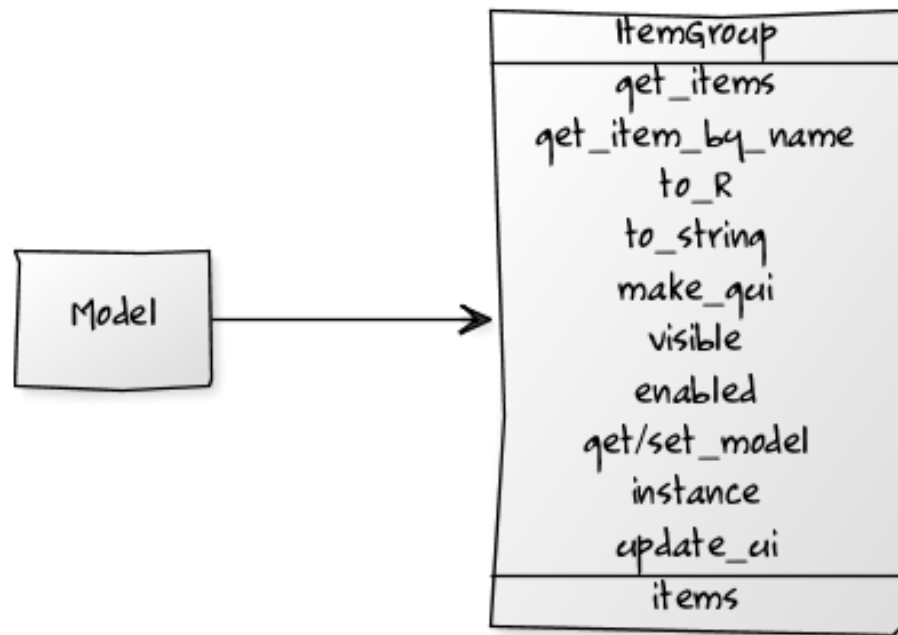 ItemGroup
get_items
get_item_by_name
to_R
to_string
make_gui
visible
enabled
get/set_model
instance
update_ui
items
Model